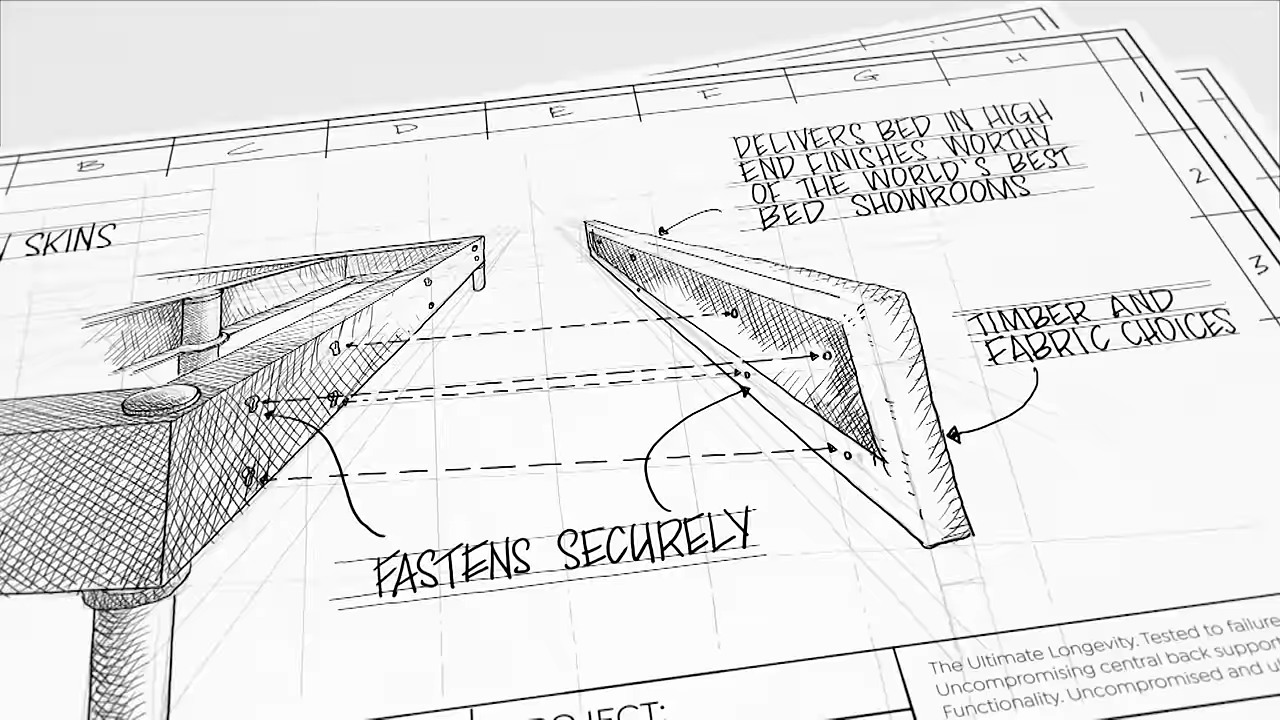 B C D E F G H
1
2
3
DELIVERS BED IN HIGH
END FINISHES WORTHY
OF THE WORLD'S BEST
BED SHOWROOMS
SKINS
TIMBER AND
FABRIC CHOICES
FASTENS SECURELY
The Ultimate Longevity. Tested to failure
Uncompromising central back support
Functionality. Uncompromised and u
PROJECT: